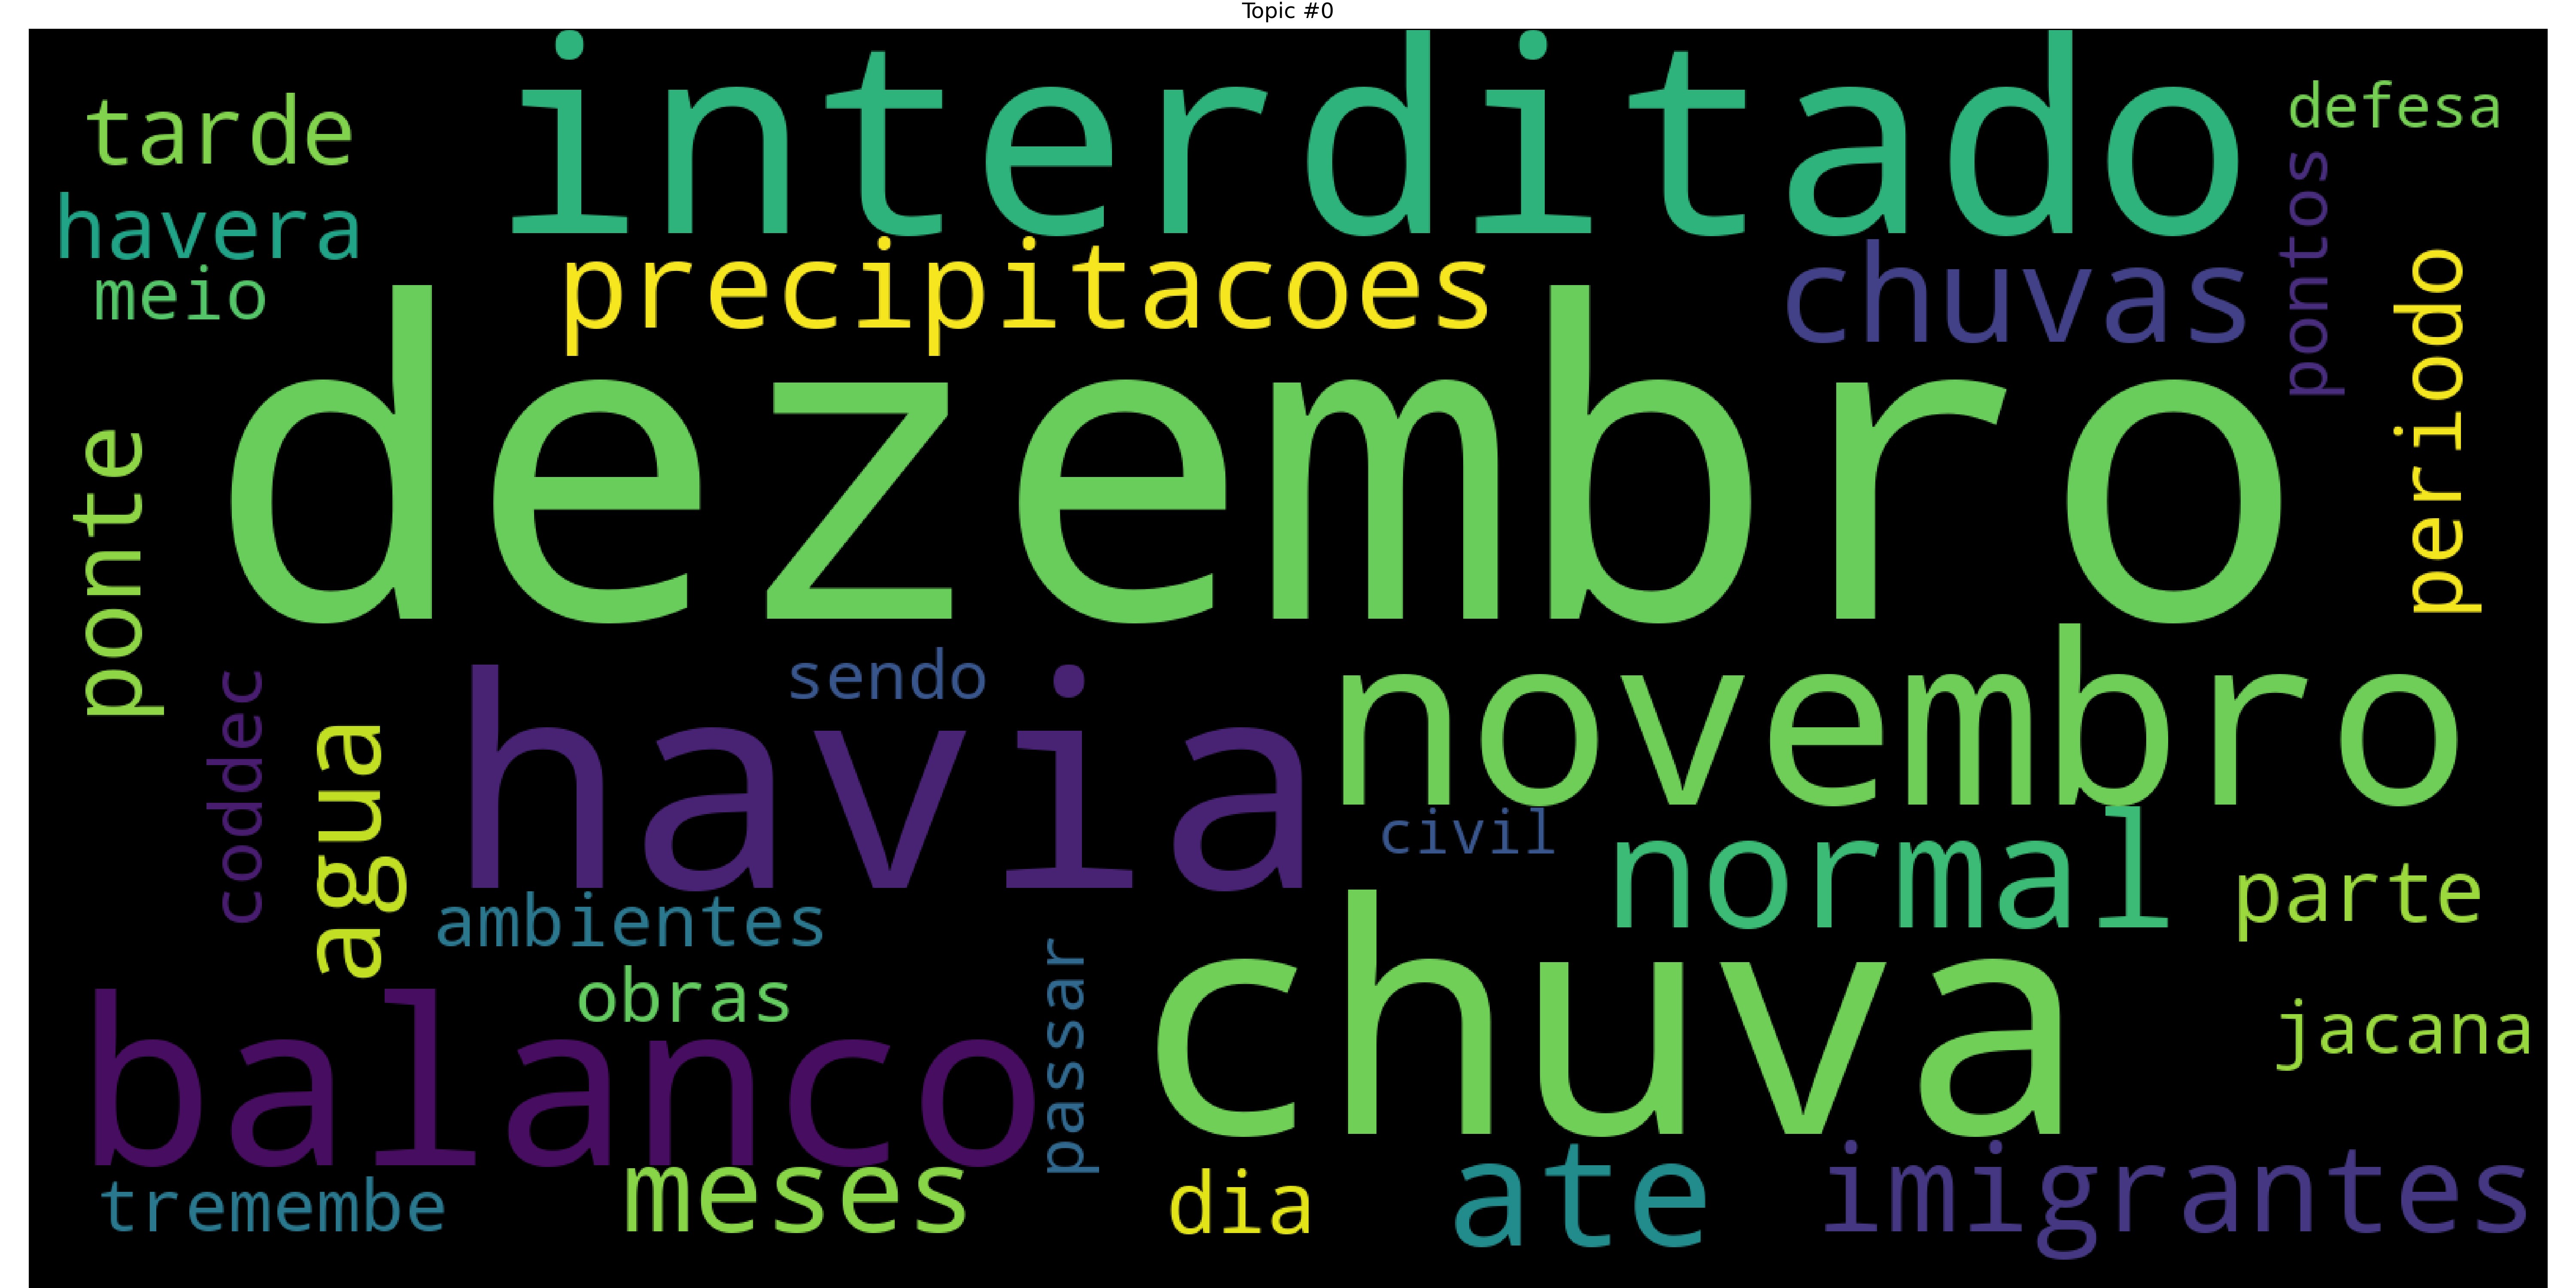 Topic #0
interditado
tarde
defesa
havera
precipitacoes
chuvas
pontos
meio
periodo
dezembro
ponte
sendo
novembro
havia
coddec
agua
civil
normal
parte
ambientes
chuva
obras
passar
jacana
balanco
meses
tremembe
dia
ate
imigrantes